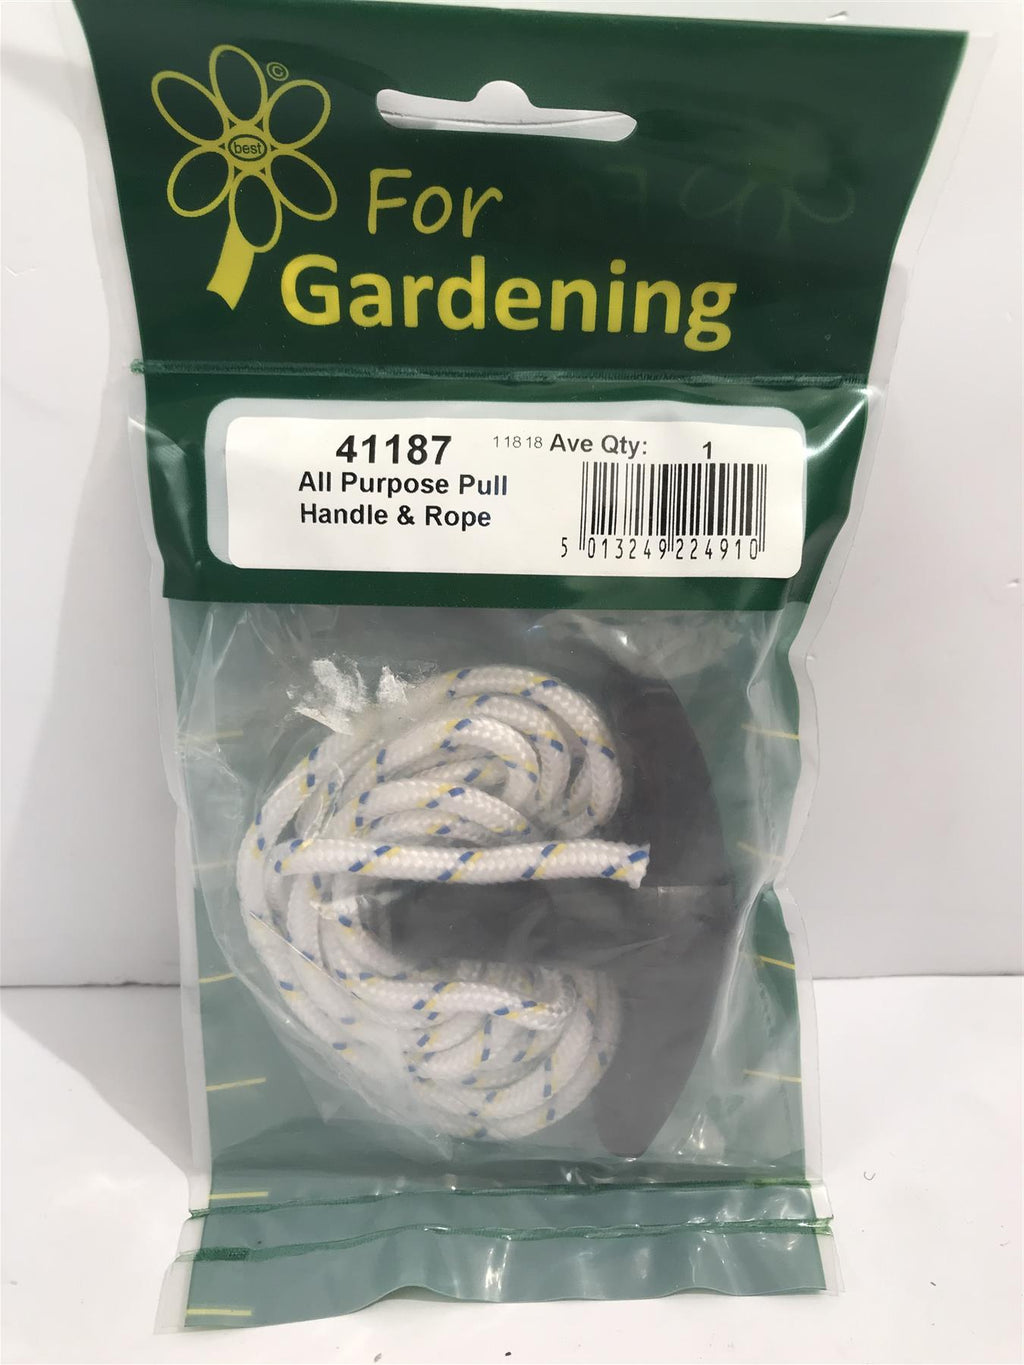 ©
best
For
Gardening
41187 11818 Ave Qty: 1
All Purpose Pull
Handle & Rope
5 013249 224910